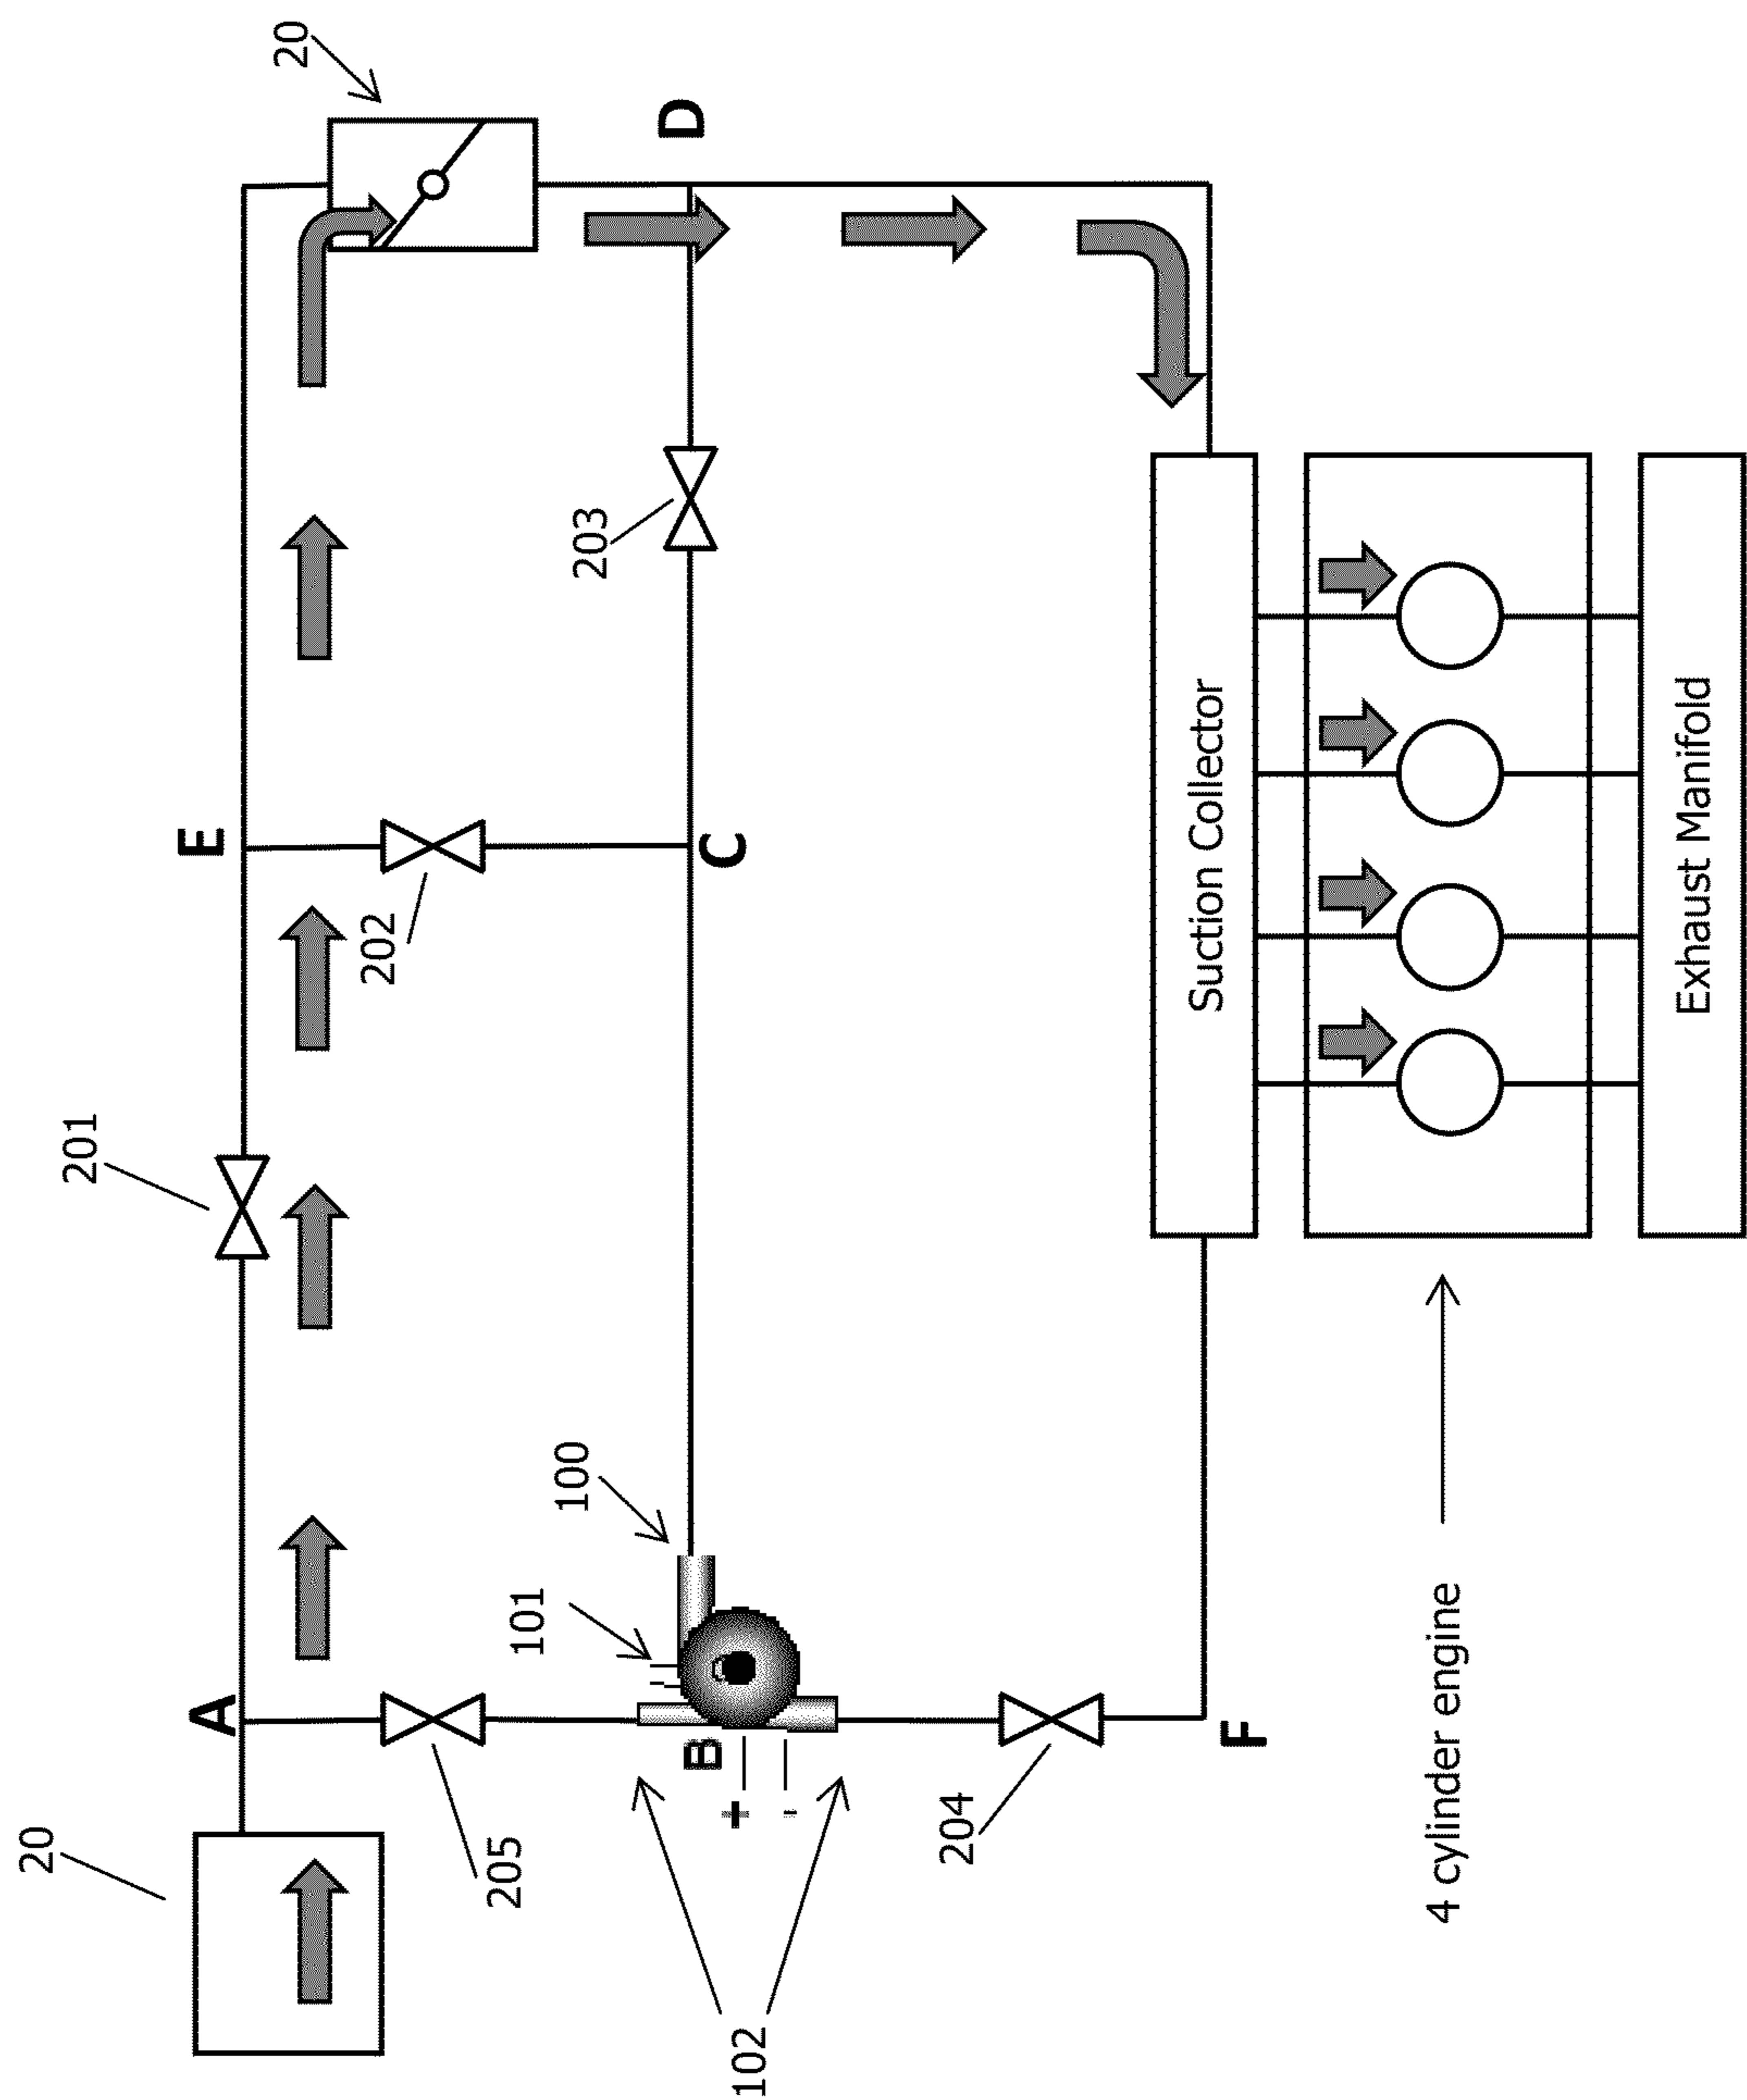 20
201
A
E
20
202
205
101
100
203
D
B
C
+
-
102
204
Suction Collector
F
4 cylinder engine
Exhaust Manifold